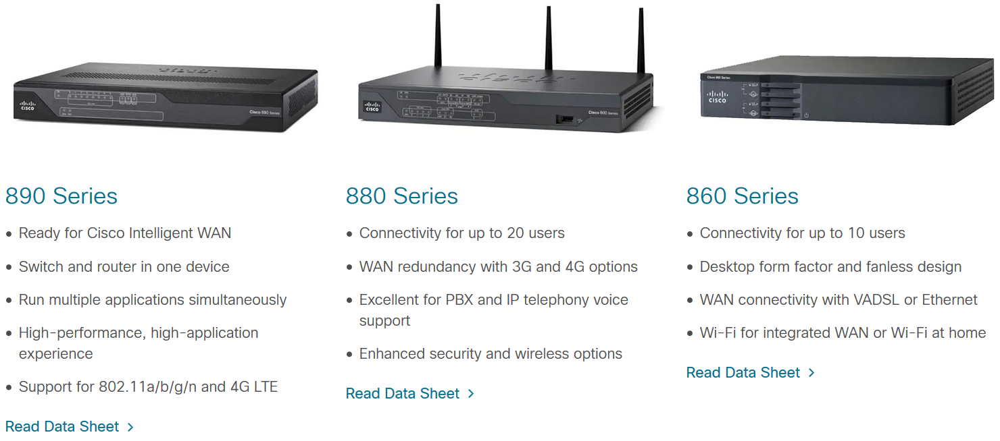 CISCO
Cisco 890 Series
CISCO
Cisco 800 Series
Cisco 860 Series
CISCO
890 Series
• Ready for Cisco Intelligent WAN
• Switch and router in one device
• Run multiple applications simultaneously
• High-performance, high-application
experience
• Support for 802.11a/b/g/n and 4G LTE
Read Data Sheet >
880 Series
• Connectivity for up to 20 users
• WAN redundancy with 3G and 4G options
• Excellent for PBX and IP telephony voice
support
• Enhanced security and wireless options
Read Data Sheet >
860 Series
• Connectivity for up to 10 users
• Desktop form factor and fanless design
• WAN connectivity with VADSL or Ethernet
• Wi-Fi for integrated WAN or Wi-Fi at home
Read Data Sheet >